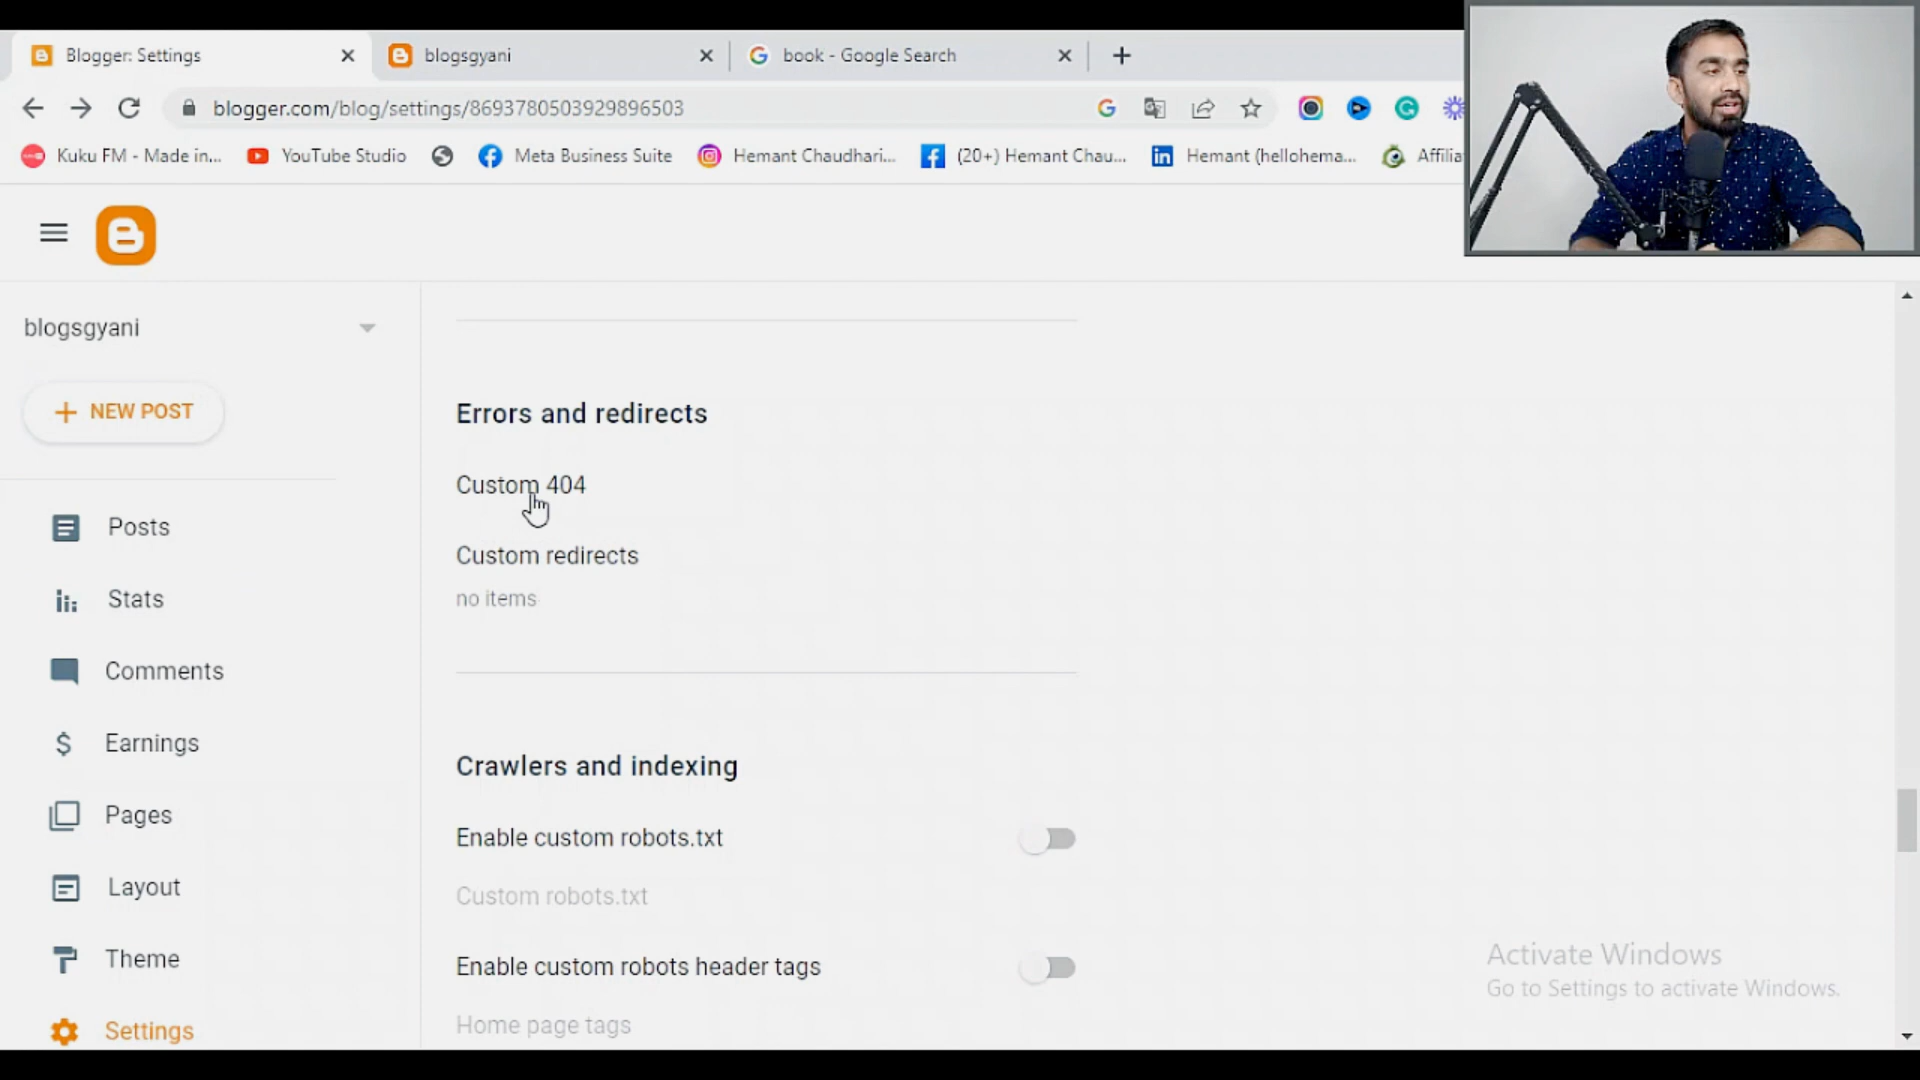 Blogger: Settings
blogsgyani
book - Google Search
blogger.com/blog/settings/8693780503929896503
Kuku FM - Made in...
YouTube Studio
Meta Business Suite
Hemant Chaudhari...
(20+) Hemant Chau...
Hemant (hellohema...
Affilia
blogsgyani
+ NEW POST
Posts
Stats
Comments
Earnings
Pages
Layout
Theme
Settings
Errors and redirects
Custom 404
Custom redirects
no items
Crawlers and indexing
Enable custom robots.txt
Custom robots.txt
Enable custom robots header tags
Home page tags
Activate Windows
Go to Settings to activate Windows.